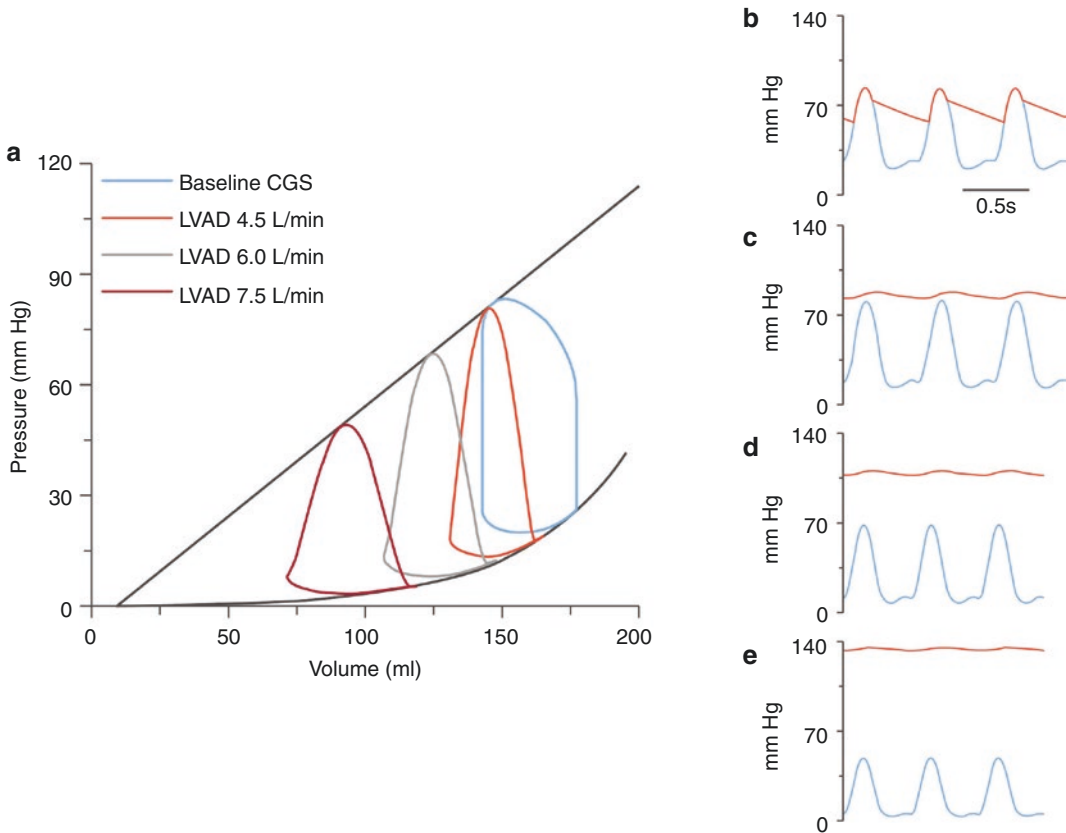 a
120
90
60
30
0
Pressure (mm Hg)
Baseline CGS
LVAD 4.5 L/min
LVAD 6.0 L/min
LVAD 7.5 L/min
0 50 100 150 200
Volume (ml)
b
140
70
0
mm Hg
0.5s
c
140
70
0
mm Hg
d
140
70
0
mm Hg
e
140
70
0
mm Hg